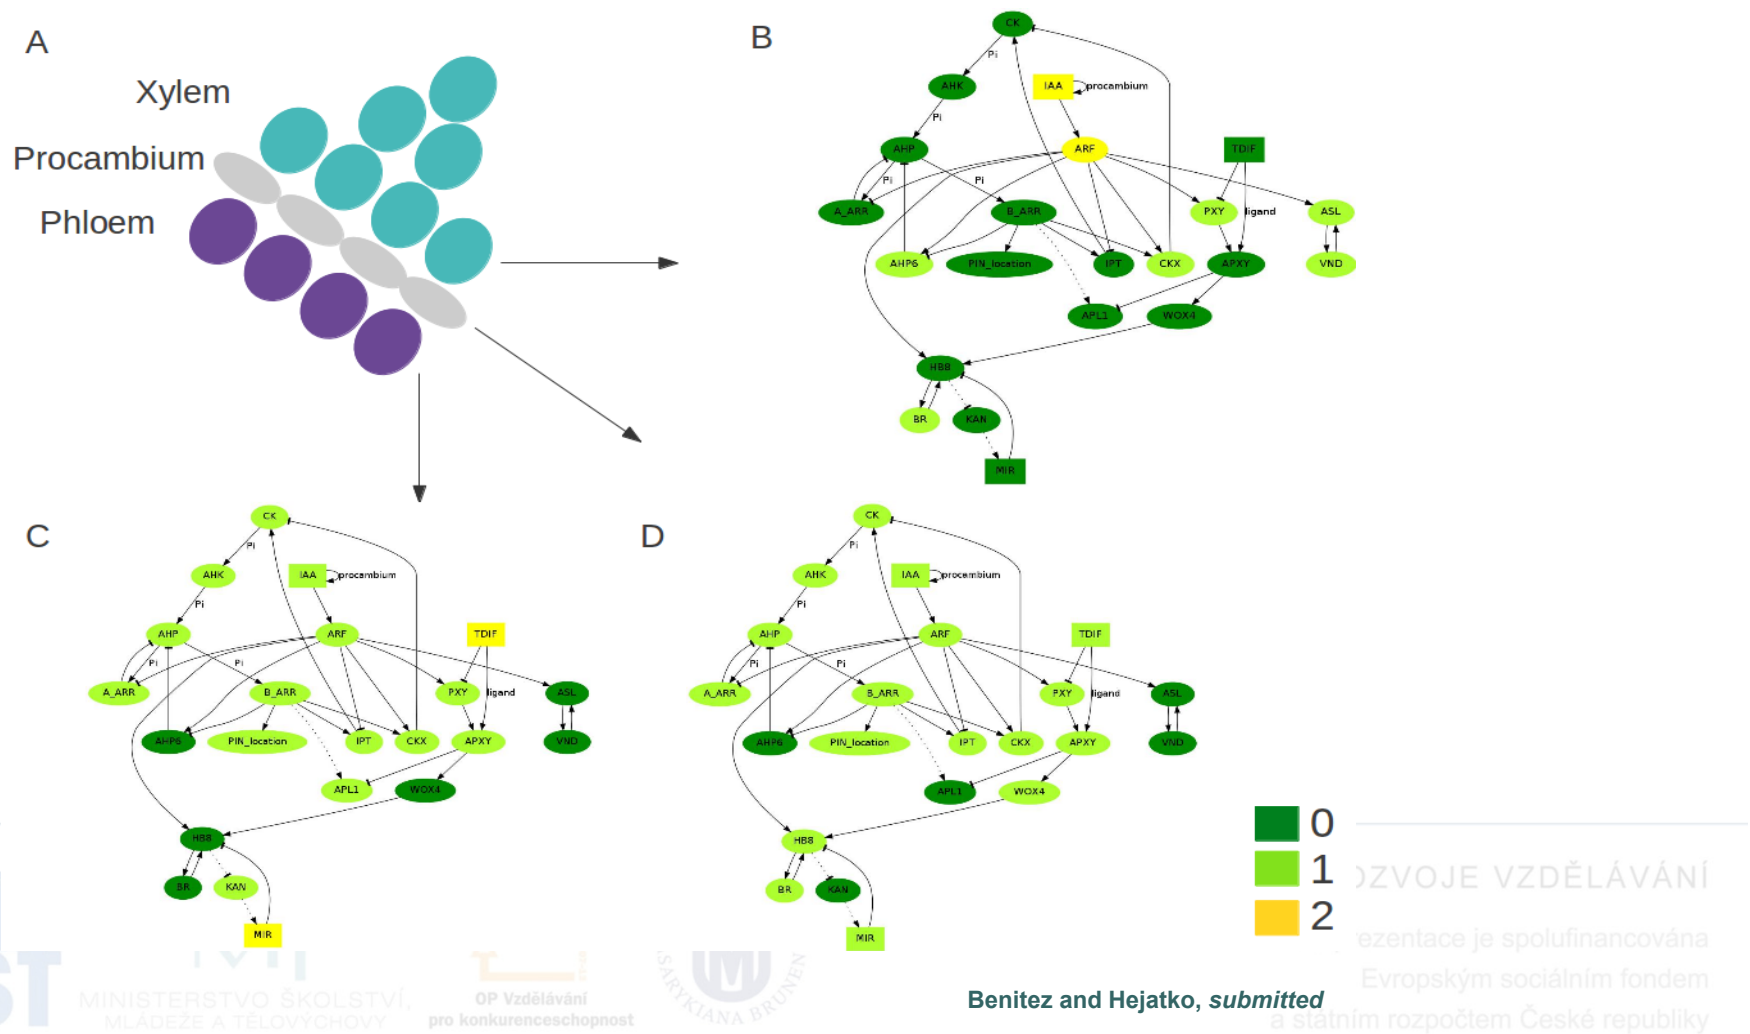 A
Xylem
Procambium
Phloem
B
CK
Pi
AHK
IAA
procambium
Pi
AHP
ARF
TDIF
Pi
Pi
A_ARR
B_ARR
PXY
ligand
ASL
AHP6
PIN_location
IPT
CKX
APXY
VND
APL1
WOX4
HB8
BR
KAN
MIR
C
CK
Pi
AHK
IAA
procambium
Pi
AHP
ARF
TDIF
Pi
Pi
A_ARR
B_ARR
PXY
ligand
ASL
AHP6
PIN_location
IPT
CKX
APXY
VND
APL1
WOX4
HB8
BR
KAN
MIR
D
CK
Pi
AHK
IAA
procambium
Pi
AHP
ARF
TDIF
Pi
Pi
A_ARR
B_ARR
PXY
ligand
ASL
AHP6
PIN_location
IPT
CKX
APXY
VND
APL1
WOX4
HB8
BR
KAN
MIR
0
1
2
OZVOJE VZDĚLÁVÁNÍ
rezentace je spolufinancována
Evropským sociálním fondem
a státním rozpočtem České republiky
MINISTERSTVO ŠKOLSTVÍ,
MLÁDEŽE A TĚLOVÝCHOVY
OP Vzdělávání
pro konkurenceschopnost
Benitez and Hejatko, submitted